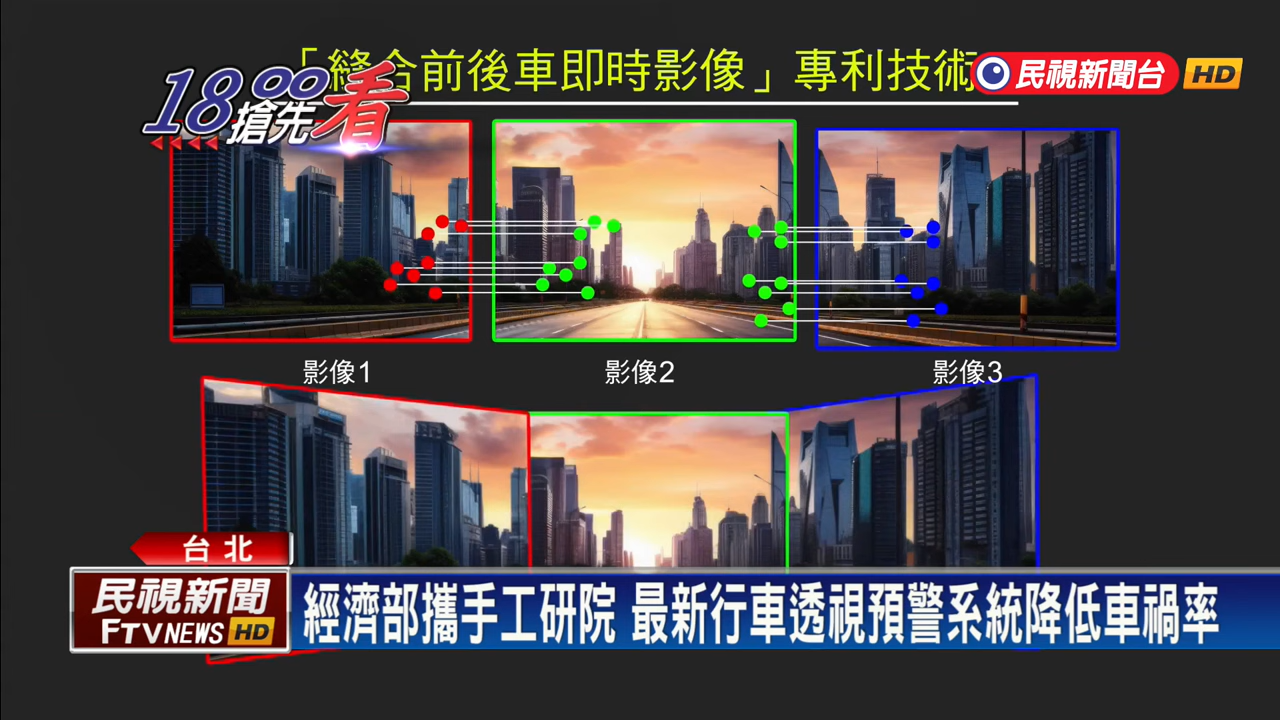 「縫合前後車即時影像」專利技術
18:00
搶先看
民視新聞台 HD
影像1
影像2
影像3
台北
民視新聞
FTVNEWS HD
經濟部攜手工研院 最新行車透視預警系統降低車禍率